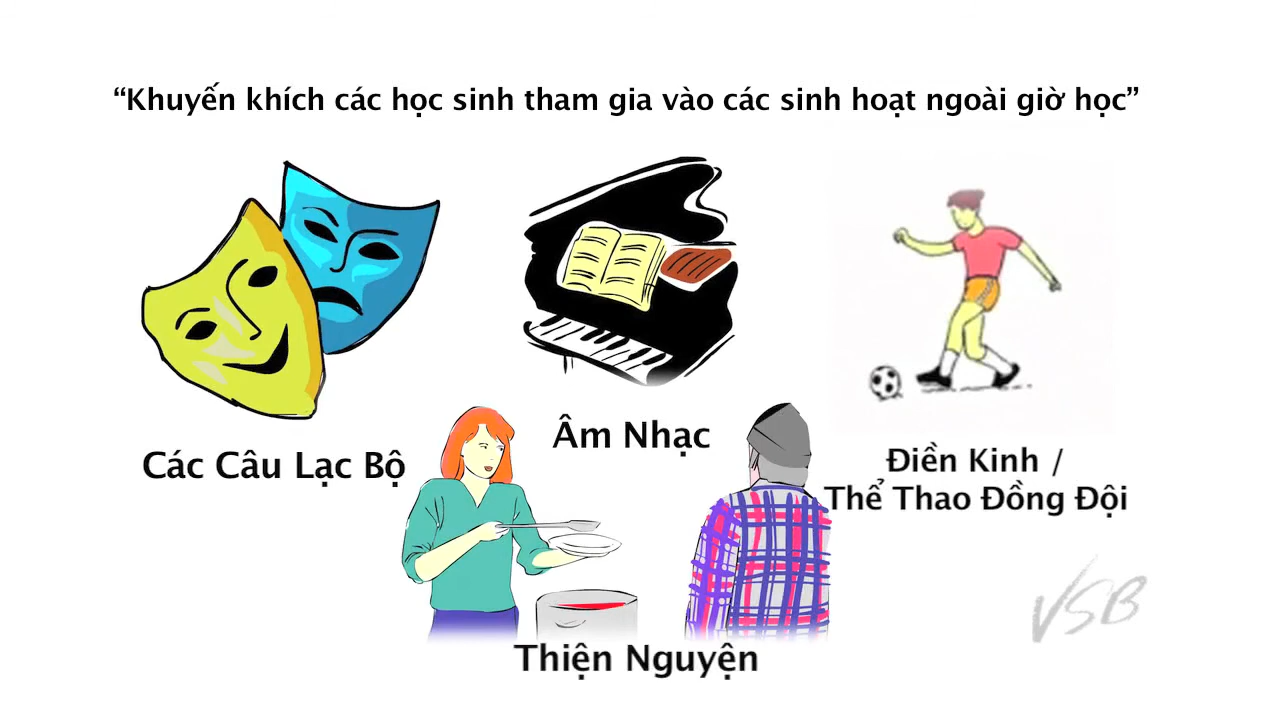 “Khuyến khích các học sinh tham gia vào các sinh hoạt ngoài giờ học”
Các Câu Lạc Bộ
Âm Nhạc
Điền Kinh /
Thể Thao Đồng Đội
Thiện Nguyện
VSB